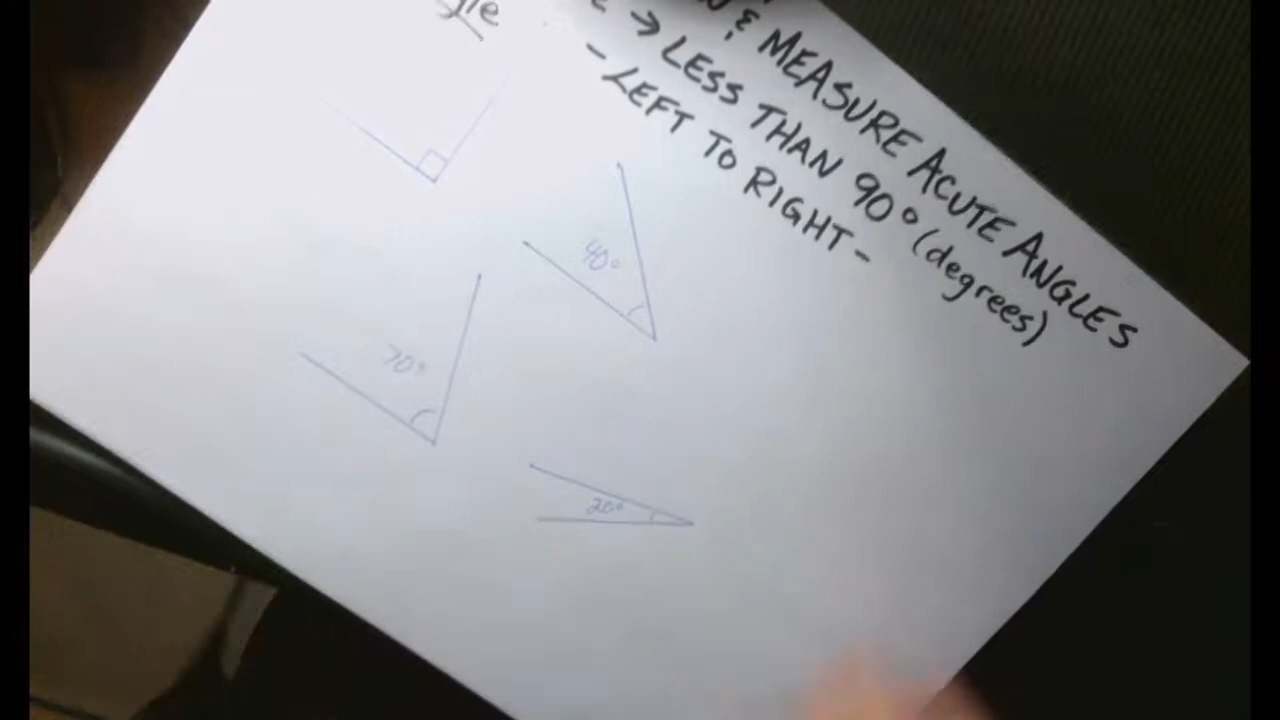 & MEASURE ACUTE ANGLES
→ LESS THAN 90° (degrees)
- LEFT TO RIGHT -
40°
70°
20°